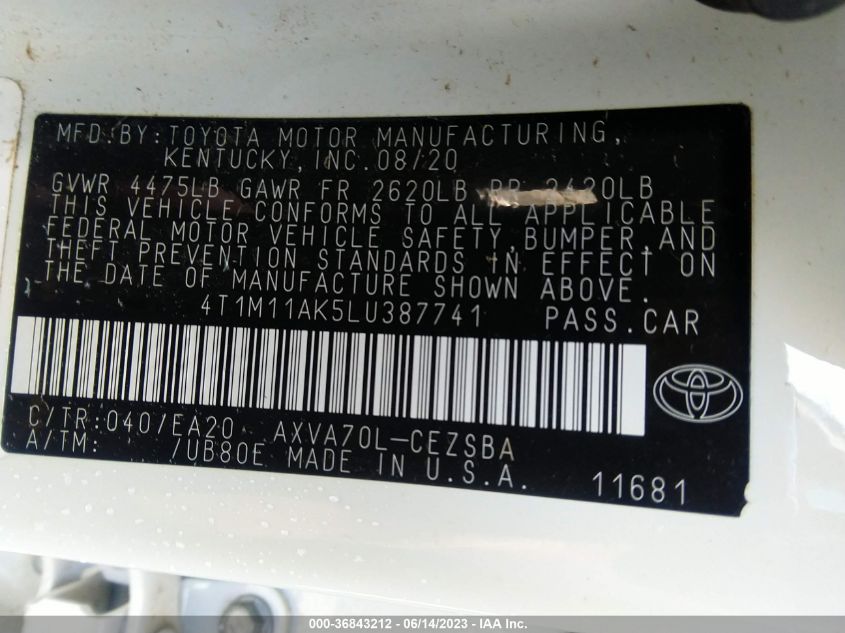 MFD.BY:TOYOTA MOTOR MANUFACTURING,
KENTUCKY,INC.08/20
GVWR 4475LB GAWR FR 2620LB RR 2420LB
THIS VEHICLE CONFORMS TO ALL APPLICABLE
FEDERAL MOTOR VEHICLE SAFETY,BUMPER,AND
THEFT PREVENTION STANDARDS IN EFFECT ON
THE DATE OF MANUFACTURE SHOWN ABOVE.
4T1M11AK5LU387741 PASS.CAR
C/TR:040/EA20 AXVA70L-CEZSBA
A/TM: /UB80E MADE IN U.S.A.
11681
000-36843212 - 06/14/2023 - IAA Inc.